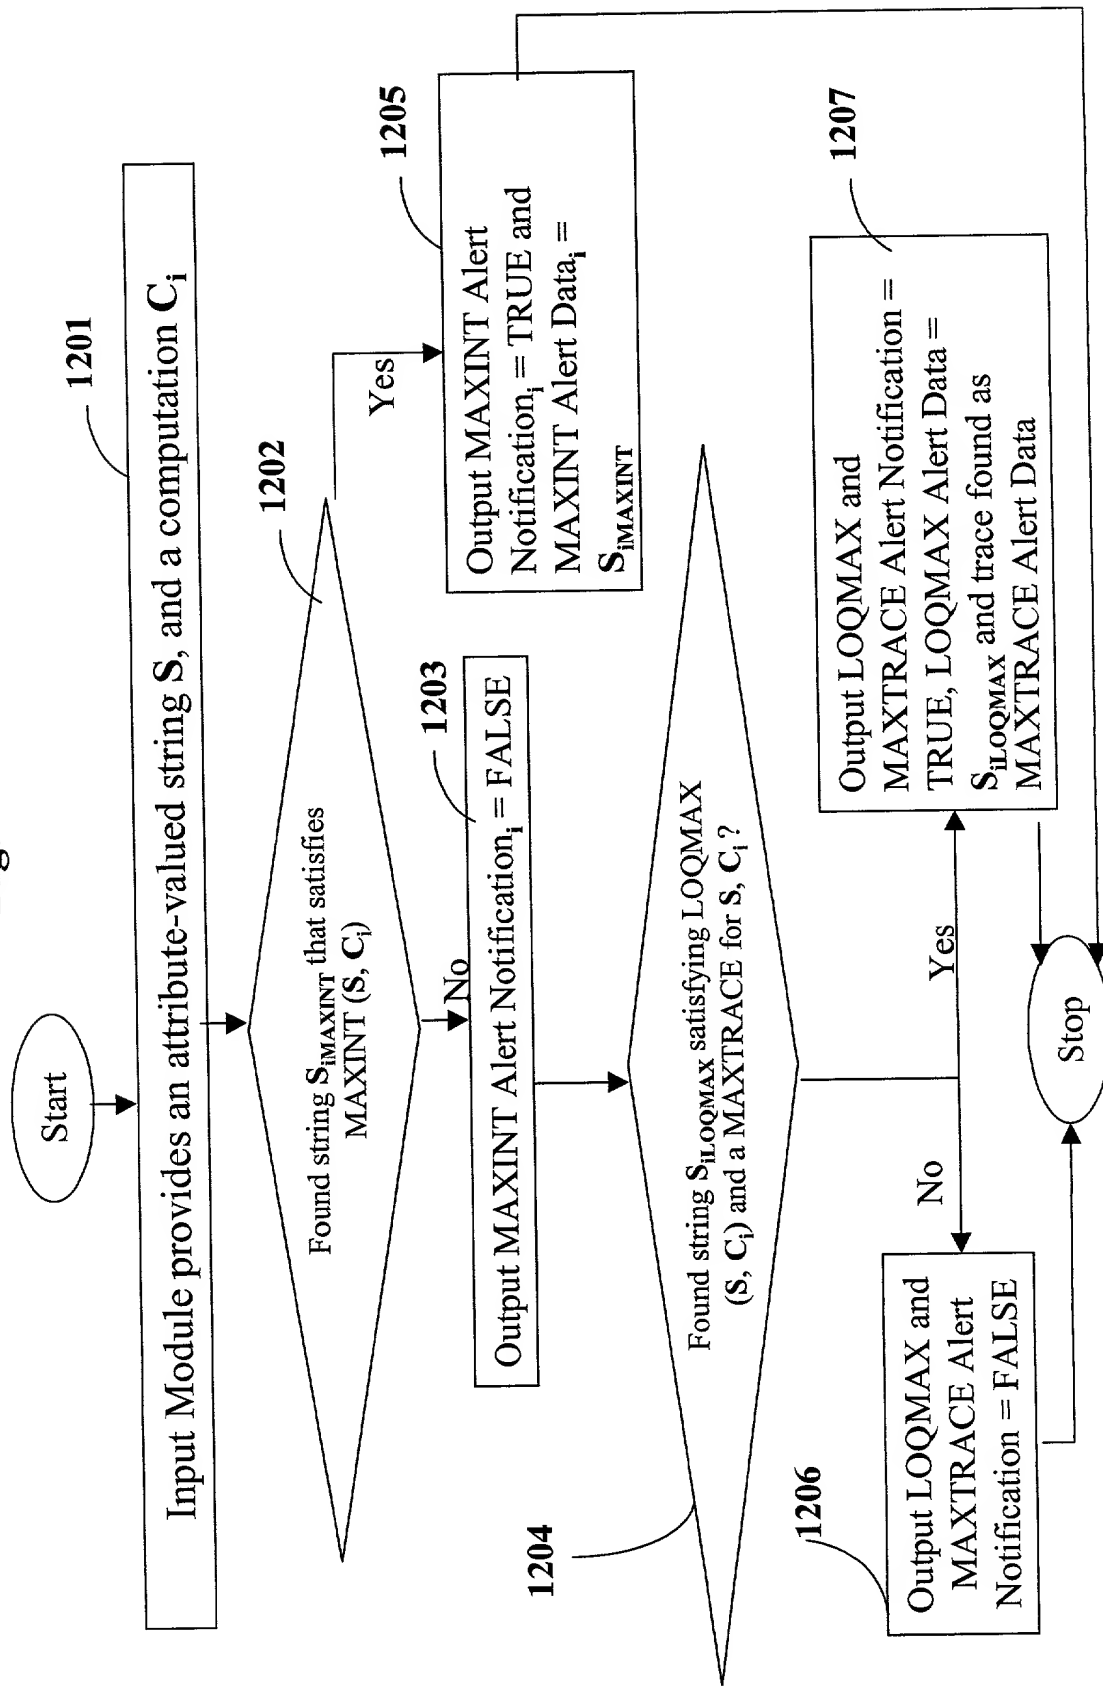 Start
1201
Input Module provides an attribute-valued string S, and a computation Ci
1202
Found string SiMAXINT that satisfies
MAXINT (S, Ci)
Yes
1205
Output MAXINT Alert
Notificationi = TRUE and
MAXINT Alert Datai =
SiMAXINT
No
1203
Output MAXINT Alert Notificationi = FALSE
1204
Found string SiLOQMAX satisfying LOQMAX
(S, Ci) and a MAXTRACE for S, Ci ?
No
Yes
1206
Output LOQMAX and
MAXTRACE Alert
Notification = FALSE
1207
Output LOQMAX and
MAXTRACE Alert Notification =
TRUE, LOQMAX Alert Data =
SiLOQMAX and trace found as
MAXTRACE Alert Data
Stop